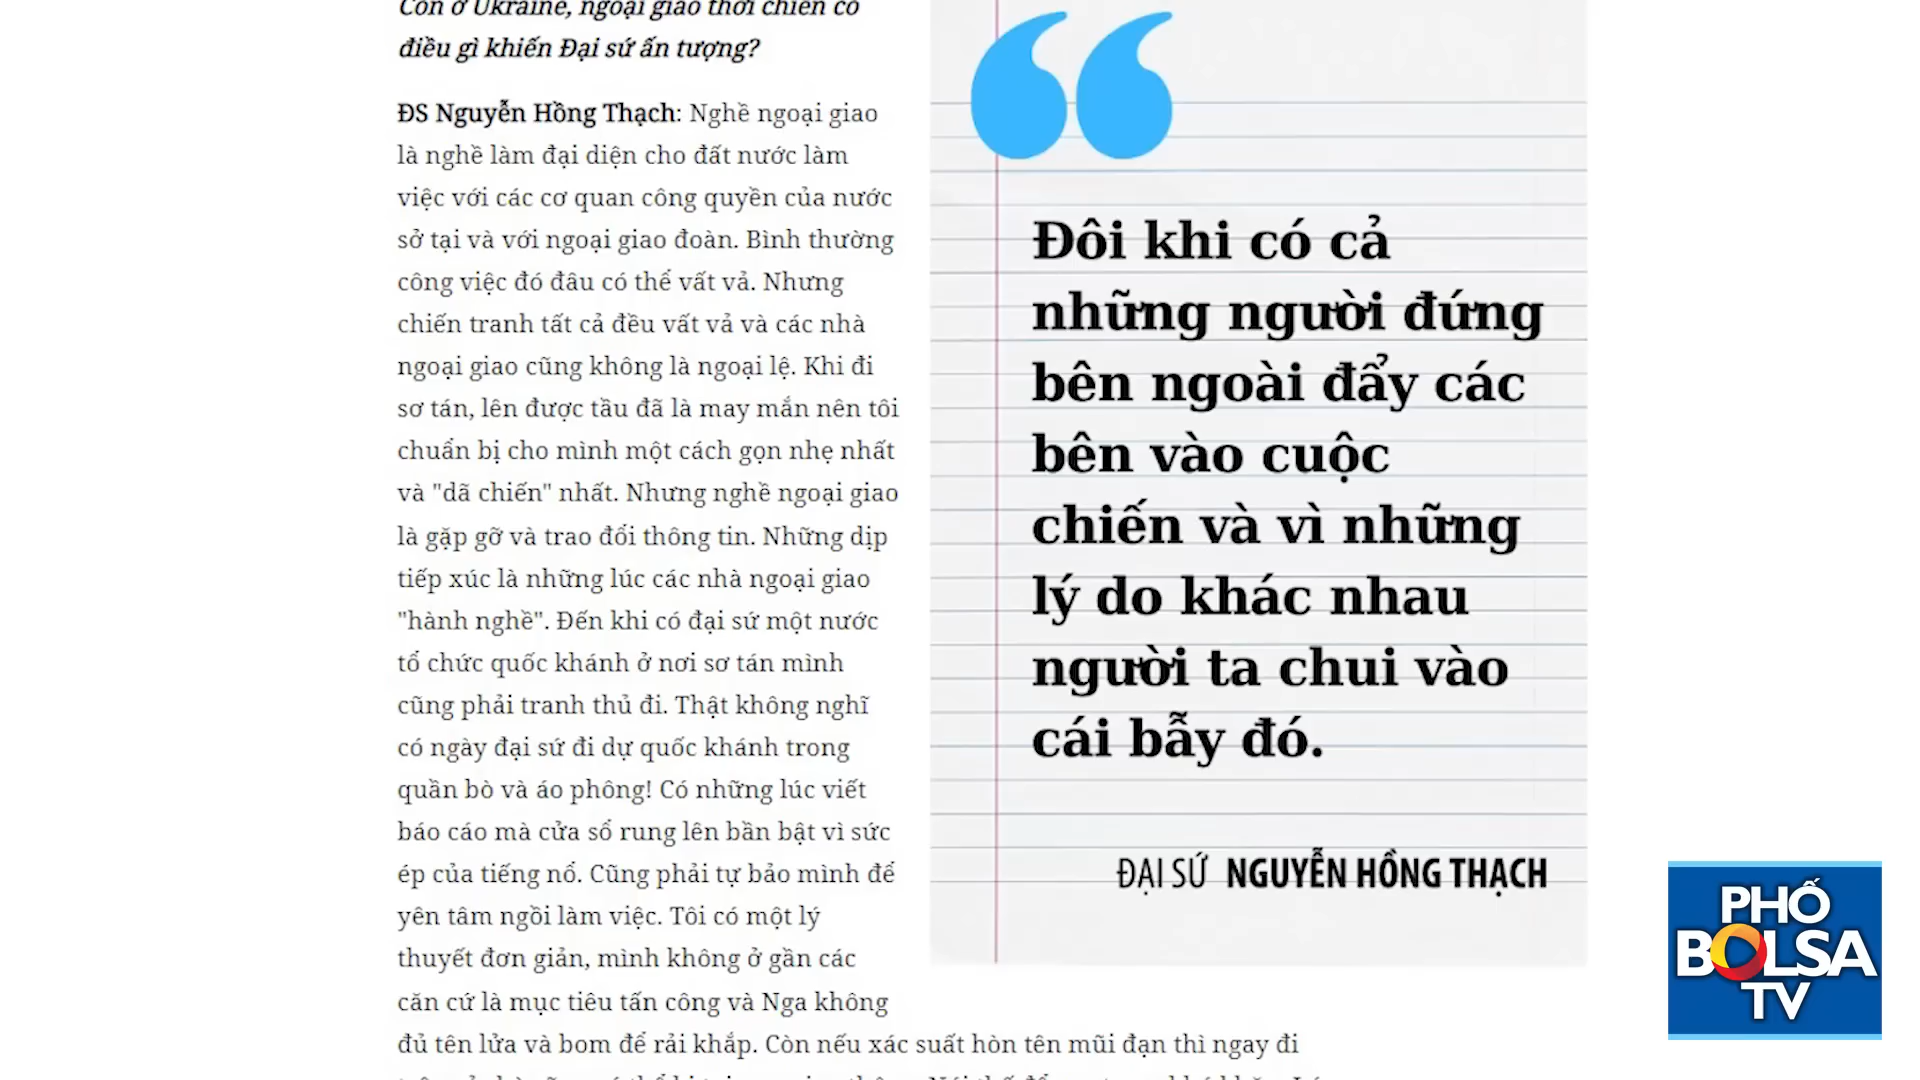 Còn ở Ukraine, ngoại giao thời chiến có
điều gì khiến Đại sứ ấn tượng?
ĐS Nguyễn Hồng Thạch: Nghề ngoại giao
là nghề làm đại diện cho đất nước làm
việc với các cơ quan công quyền của nước
sở tại và với ngoại giao đoàn. Bình thường
công việc đó đâu có thế vất vả. Nhưng
chiến tranh tất cả đều vất vả và các nhà
ngoại giao cũng không là ngoại lệ. Khi đi
sơ tán, lên được tầu đã là may mắn nên tôi
chuẩn bị cho mình một cách gọn nhẹ nhất
và "dã chiến" nhất. Nhưng nghề ngoại giao
là gặp gỡ và trao đổi thông tin. Những dịp
tiếp xúc là những lúc các nhà ngoại giao
"hành nghề". Đến khi có đại sứ một nước
tổ chức quốc khánh ở nơi sơ tán mình
cũng phải tranh thủ đi. Thật không nghĩ
có ngày đại sứ đi dự quốc khánh trong
quần bò và áo phông! Có những lúc viết
báo cáo mà cửa sổ rung lên bần bật vì sức
ép của tiếng nổ. Cũng phải tự bảo mình để
yên tâm ngồi làm việc. Tôi có một lý
thuyết đơn giản, mình không ở gần các
căn cứ là mục tiêu tấn công và Nga không
đủ tên lửa và bom để rải khắp. Còn nếu xác suất hòn tên mũi đạn thì ngay đi
Đôi khi có cả
những người đứng
bên ngoài đẩy các
bên vào cuộc
chiến và vì những
lý do khác nhau
người ta chui vào
cái bẫy đó.
ĐẠI SỨ NGUYỄN HỒNG THẠCH
PHỐ
BOLSA
TV